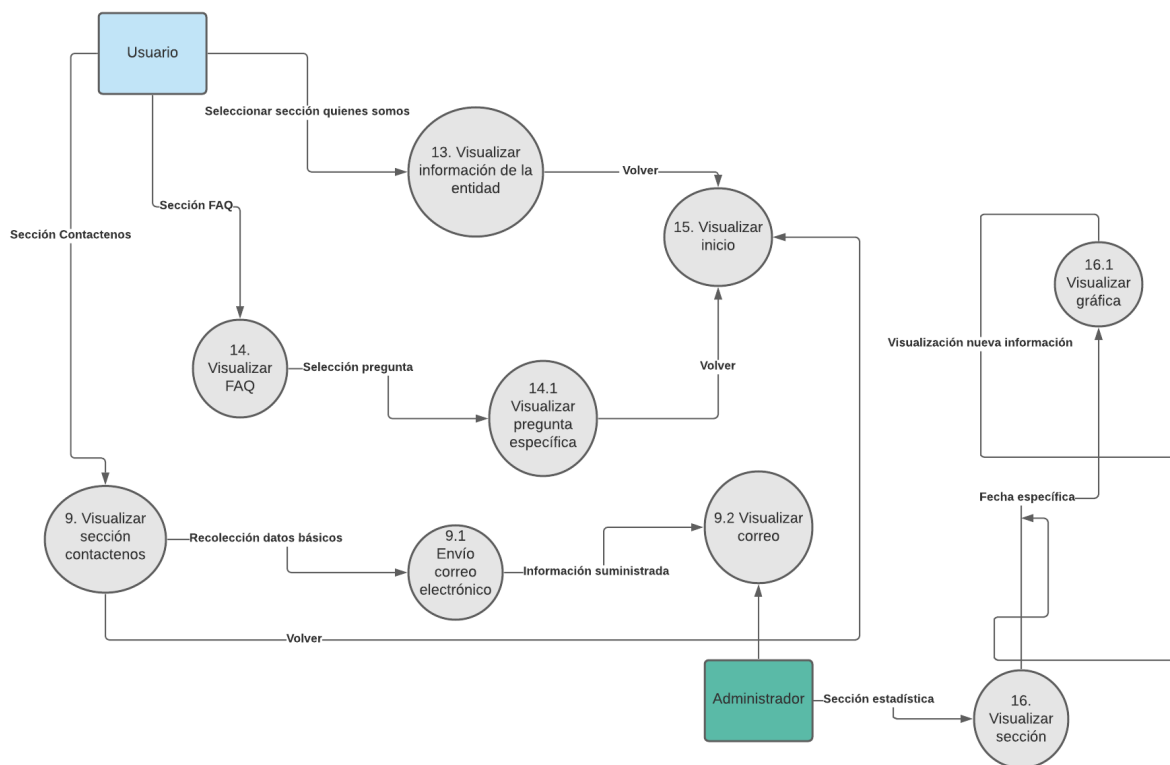 Usuario
Seleccionar sección quienes somos
13. Visualizar
información de la
entidad
Volver
Sección FAQ
15. Visualizar
inicio
Sección Contactenos
16.1
Visualizar
gráfica
Visualización nueva información
14.
Visualizar
FAQ
Selección pregunta
14.1
Visualizar
pregunta
específica
Volver
Fecha específica
9. Visualizar
sección
contactenos
Recolección datos básicos
9.1
Envío
correo
electrónico
Información suministrada
9.2 Visualizar
correo
Volver
Administrador
Sección estadística
16.
Visualizar
sección